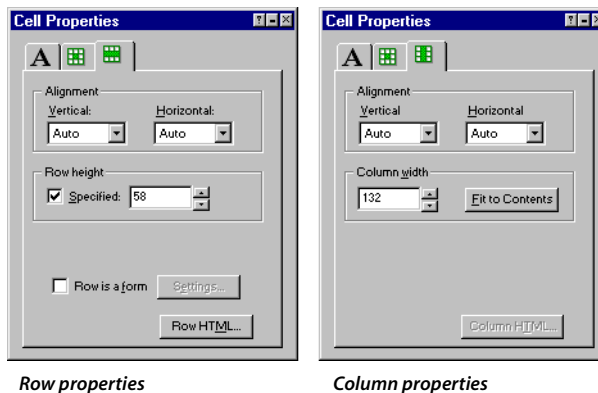 Cell Properties
A
Alignment
Vertical:
Horizontal:
Auto
Auto
Row height
Specified:
58
Row is a form
Settings...
Row HTML...
Row properties
Cell Properties
A
Alignment
Vertical
Horizontal
Auto
Auto
Column width
132
Fit to Contents
Column HTML...
Column properties